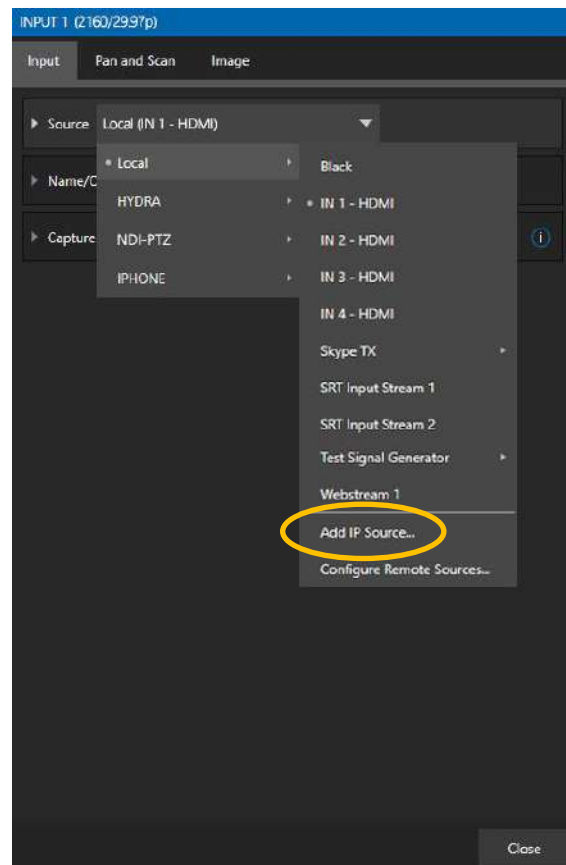 INPUT 1 (2160/29.97p)
Input Pan and Scan Image
Source Local (IN 1 - HDMI)
Local
Black
Name/C
HYDRA
IN 1 - HDMI
Capture
NDI-PTZ
IN 2 - HDMI
IPHONE
IN 3 - HDMI
IN 4 - HDMI
Skype TX
SRT Input Stream 1
SRT Input Stream 2
Test Signal Generator
Webstream 1
Add IP Source...
Configure Remote Sources...
Close